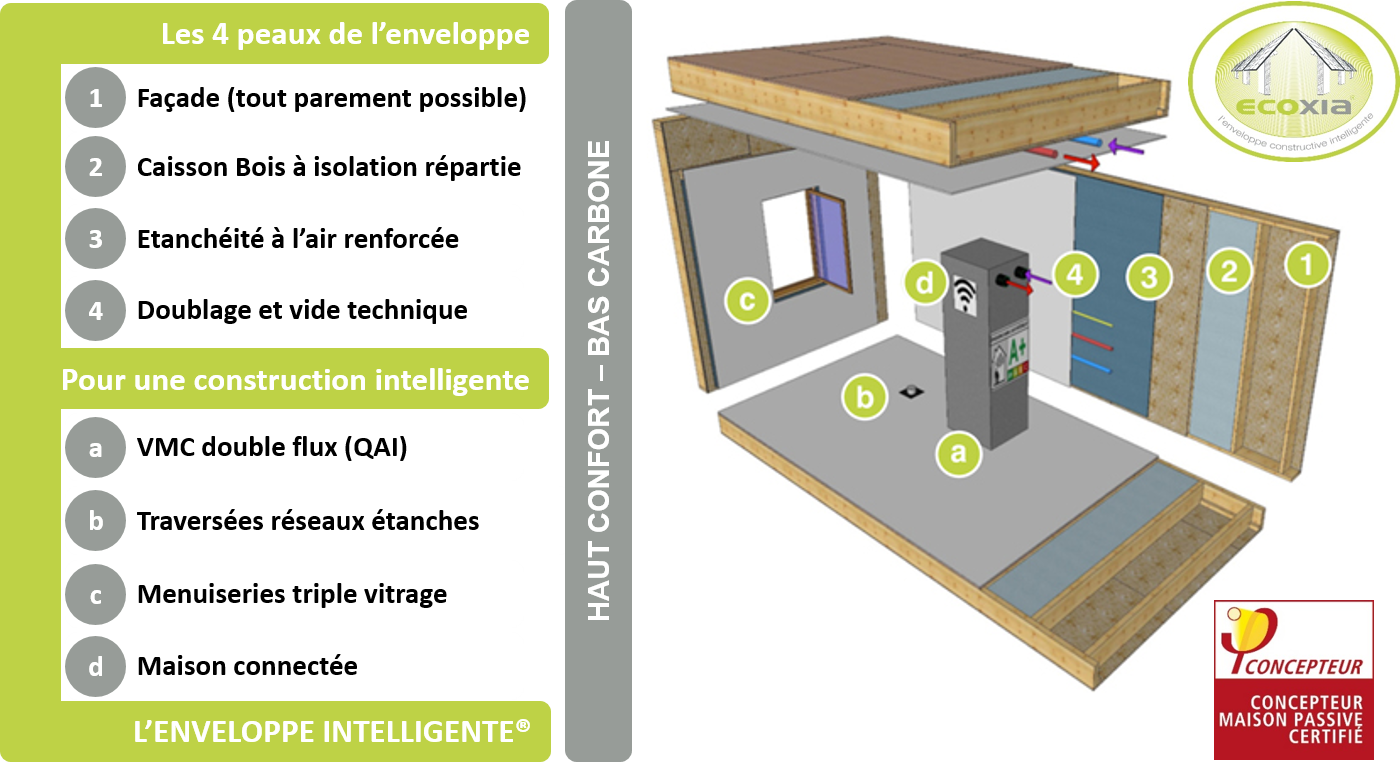 Les 4 peaux de l'enveloppe
1 Façade (tout parement possible)
2 Caisson Bois à isolation répartie
3 Etanchéité à l'air renforcée
4 Doublage et vide technique
Pour une construction intelligente
a VMC double flux (QAI)
b Traversées réseaux étanches
c Menuiseries triple vitrage
d Maison connectée
L'ENVELOPPE INTELLIGENTE®
HAUT CONFORT – BAS CARBONE
ecoxia
l'enveloppe constructive intelligente
1
2
3
4
d
c
A+
b
a
CONCEPTEUR
CONCEPTEUR
MAISON PASSIVE
CERTIFIÉ